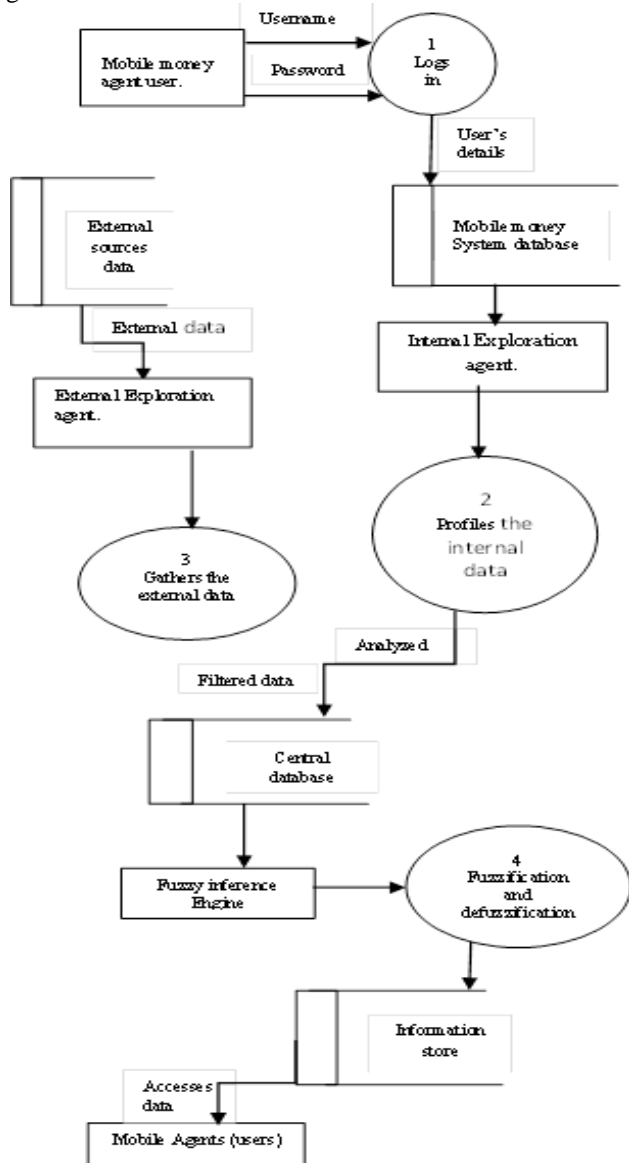 Username
1
Logs
in
Mobile money
agent user.
Password
User's
details
External
sources
data
Mobile money
System database
External data
Internal Exploration
agent.
External Exploration
agent.
2
Profiles the
internal
data
3
Gathers the
external data
Analyzed
Filtered data
Central
database
4
Fuzzification
and
defuzzification
Fuzzy inference
Engine
Information
store
Accesses
data
Mobile Agents (users)